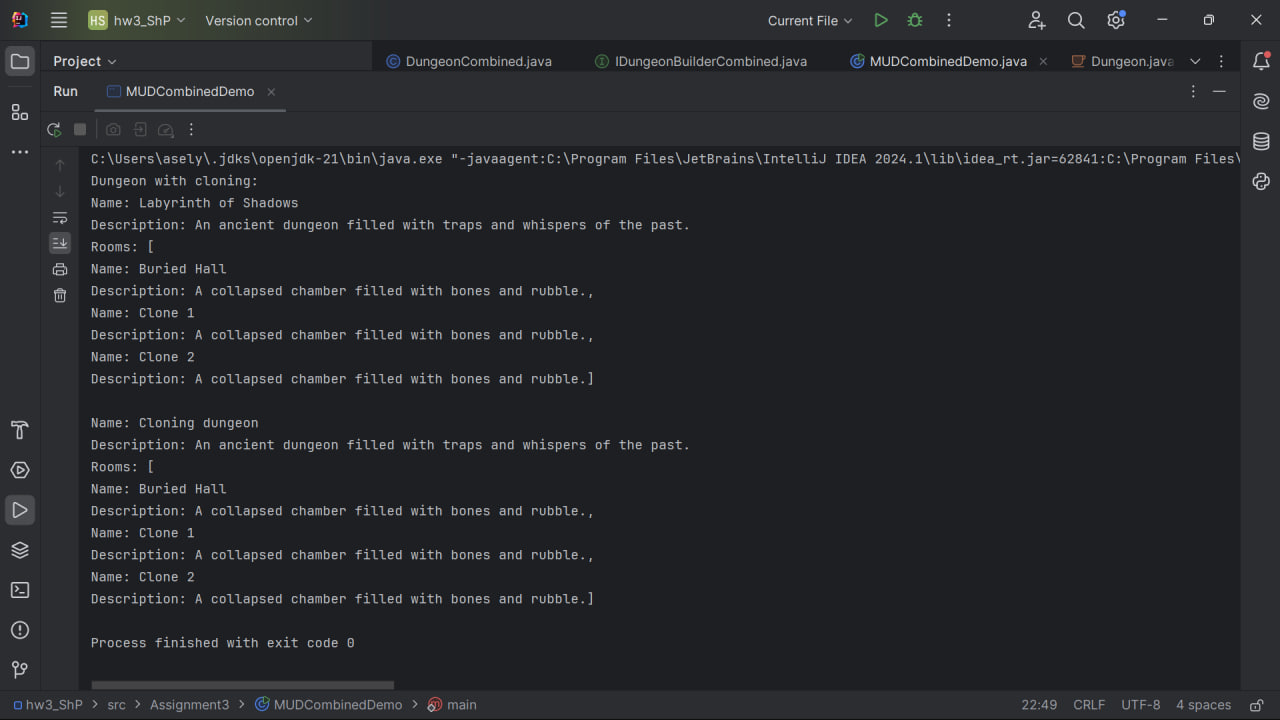 HS hw3_ShP Version control Current File
Project DungeonCombined.java IDungeonBuilderCombined.java MUDCombinedDemo.java Dungeon.java
Run MUDCombinedDemo
C:\Users\asely\.jdks\openjdk-21\bin\java.exe "-javaagent:C:\Program Files\JetBrains\IntelliJ IDEA 2024.1\lib\idea_rt.jar=62841:C:\Program Files\
Dungeon with cloning:
Name: Labyrinth of Shadows
Description: An ancient dungeon filled with traps and whispers of the past.
Rooms: [
Name: Buried Hall
Description: A collapsed chamber filled with bones and rubble.,
Name: Clone 1
Description: A collapsed chamber filled with bones and rubble.,
Name: Clone 2
Description: A collapsed chamber filled with bones and rubble.]
Name: Cloning dungeon
Description: An ancient dungeon filled with traps and whispers of the past.
Rooms: [
Name: Buried Hall
Description: A collapsed chamber filled with bones and rubble.,
Name: Clone 1
Description: A collapsed chamber filled with bones and rubble.,
Name: Clone 2
Description: A collapsed chamber filled with bones and rubble.]
Process finished with exit code 0
hw3_ShP > src > Assignment3 > MUDCombinedDemo > main 22:49 CRLF UTF-8 4 spaces